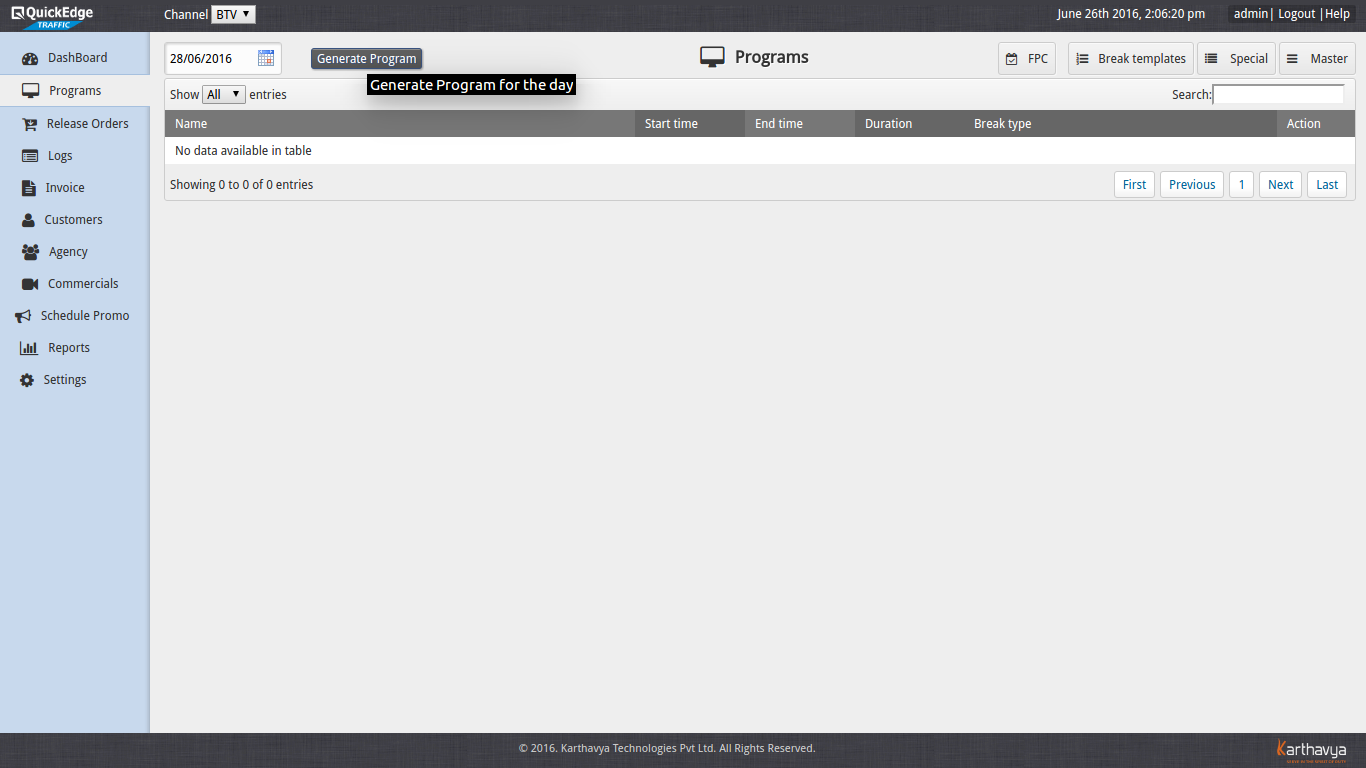 QuickEdge
TRAFFIC
Channel BTV
June 26th 2016, 2:06:20 pm
admin| Logout |Help
DashBoard
Programs
Release Orders
Logs
Invoice
Customers
Agency
Commercials
Schedule Promo
Reports
Settings
28/06/2016
Generate Program
Programs
FPC
Break templates
Special
Master
Generate Program for the day
Show All entries
Search:
Name Start time End time Duration Break type Action
No data available in table
Showing 0 to 0 of 0 entries
First Previous 1 Next Last
© 2016. Karthavya Technologies Pvt Ltd. All Rights Reserved.
Karthavya